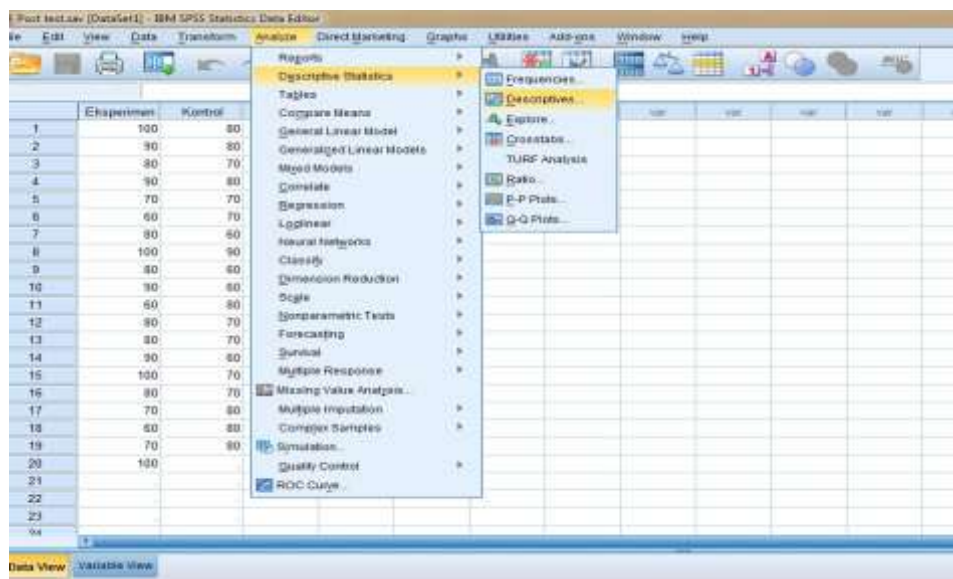 Post test.sav [DataSet1] - IBM SPSS Statistics Data Editor
Edit View Data Transform Analyze Direct Marketing Graphs Utilities Add-ons Window Help
Reports
Descriptive Statistics
Tables
Compare Means
General Linear Model
Generalized Linear Models
Mixed Models
Correlate
Regression
Loglinear
Neural Networks
Classify
Dimension Reduction
Scale
Nonparametric Tests
Forecasting
Survival
Multiple Response
Missing Value Analysis...
Multiple Imputation
Complex Samples
Simulation...
Quality Control
ROC Curve...
Frequencies...
Descriptives...
Explore...
Crosstabs...
TURF Analysis
Ratio...
P-P Plots...
Q-Q Plots...
Eksperimen Kontrol var var var var
1 100 80
2 90 80
3 80 70
4 90 80
5 70 70
6 60 70
7 80 60
8 100 90
9 80 60
10 90 60
11 60 80
12 80 70
13 80 70
14 90 60
15 100 70
16 80 70
17 70 80
18 60 80
19 70 80
20 100
21
22
23
24
Data View Variable View